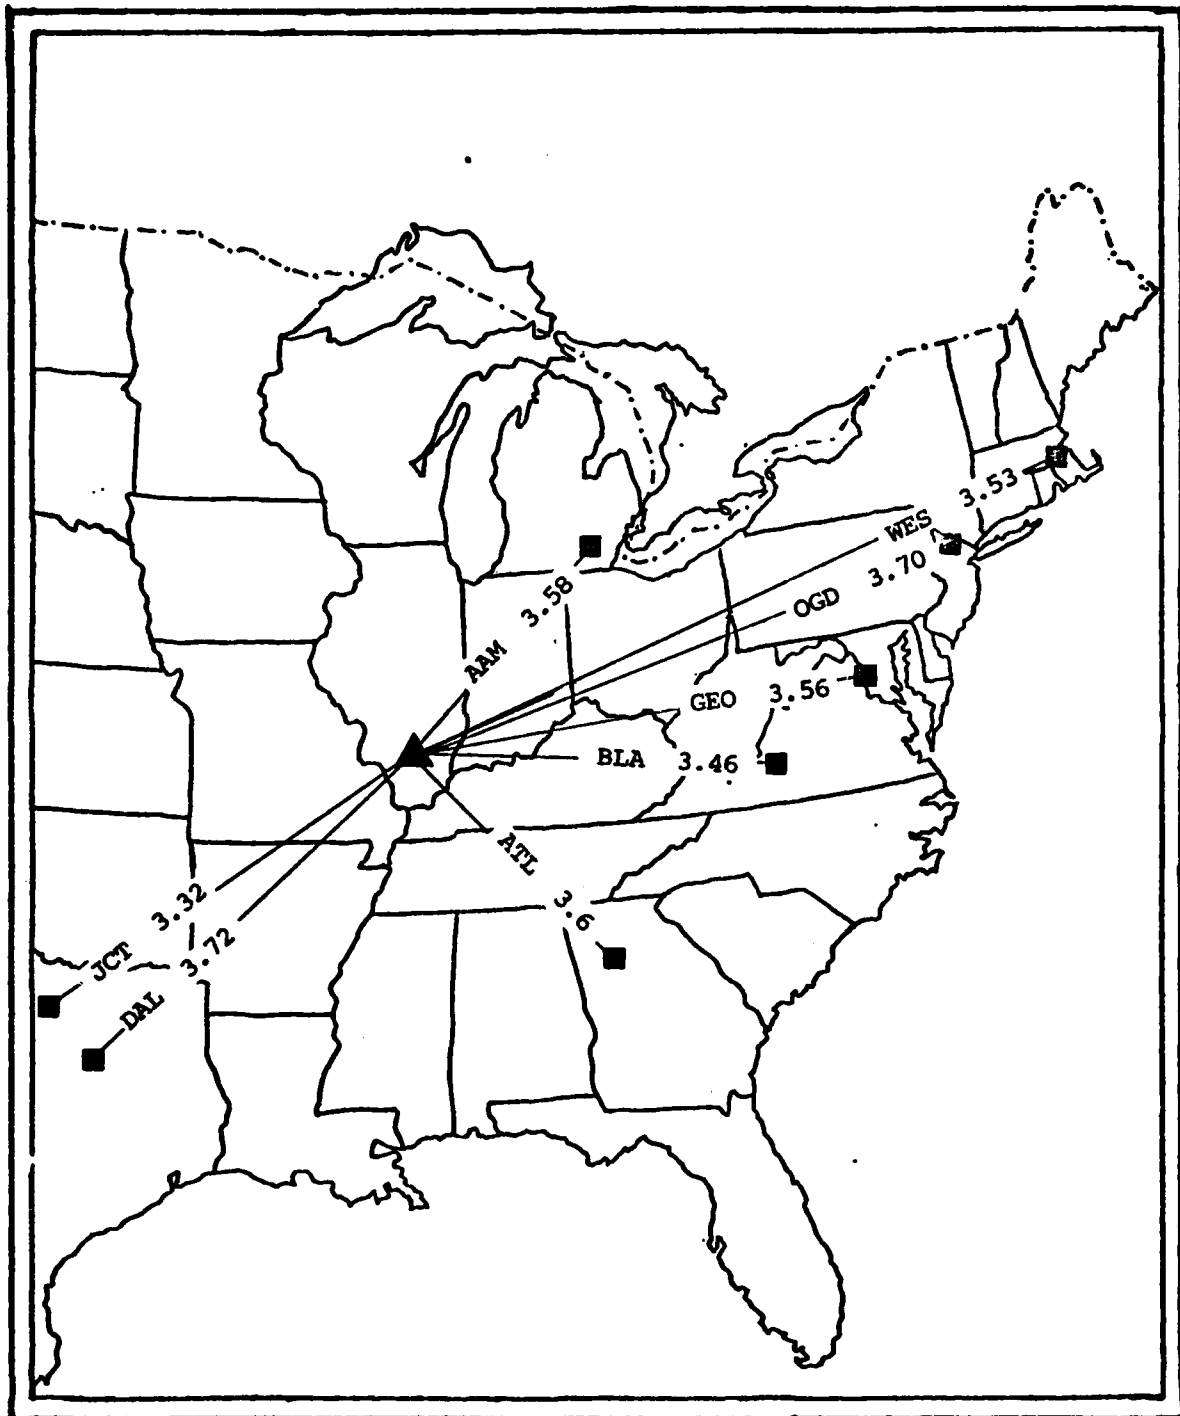 WES 3.53
OGD 3.70
AAM 3.58
GEO 3.56
BLA 3.46
ATL 3.6
JCT 3.32
DAL 3.72